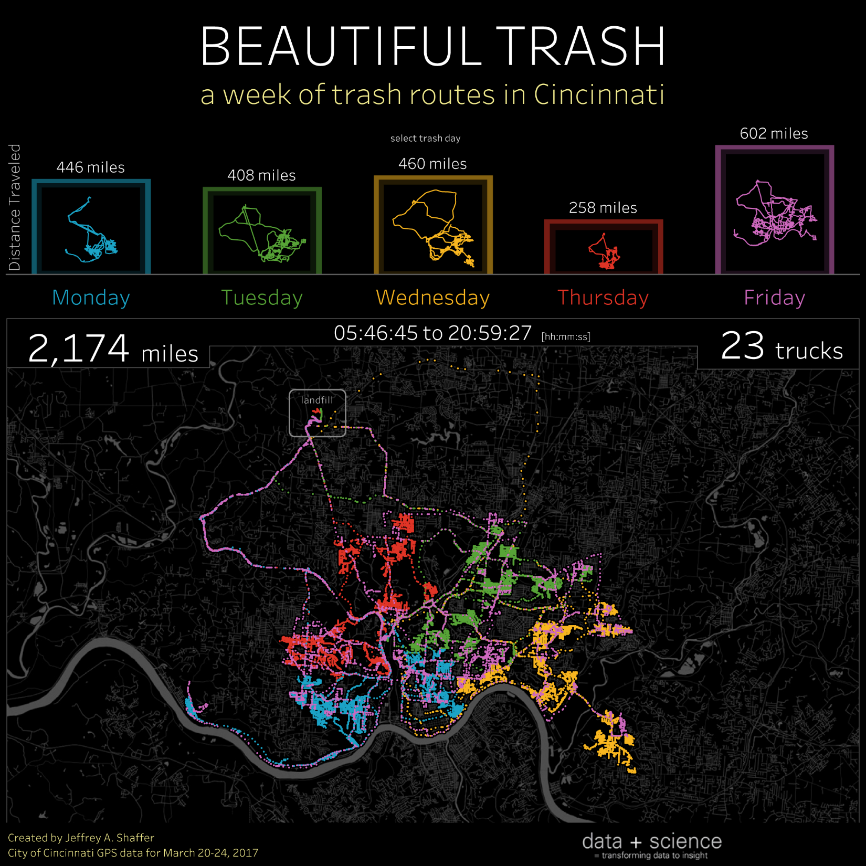 BEAUTIFUL TRASH
a week of trash routes in Cincinnati
select trash day
Distance Traveled
446 miles
408 miles
460 miles
258 miles
602 miles
Monday
Tuesday
Wednesday
Thursday
Friday
2,174 miles
05:46:45 to 20:59:27 [hh:mm:ss]
23 trucks
landfill
Created by Jeffrey A. Shaffer
City of Cincinnati GPS data for March 20-24, 2017
data + science
= transforming data to insight